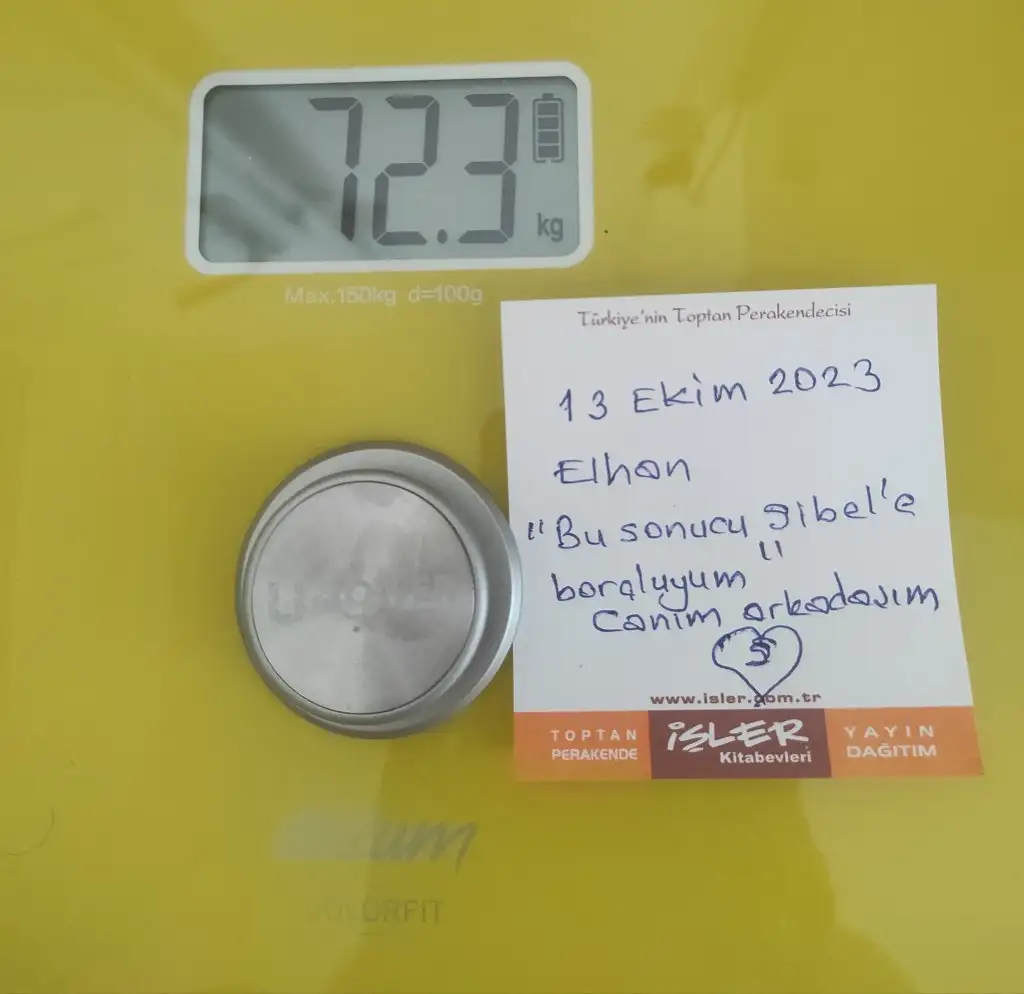 72.3 kg
Max.150kg d=100g
Türkiye'nin Toptan Perakendecisi
13 Ekim 2023
Elhan
"Bu sonucu Sibel'e
borçluyum"
Canım arkadaşım
S
www.isler.com.tr
TOPTAN
PERAKENDE
İŞLER
Kitabevleri
YAYIN
DAĞITIM